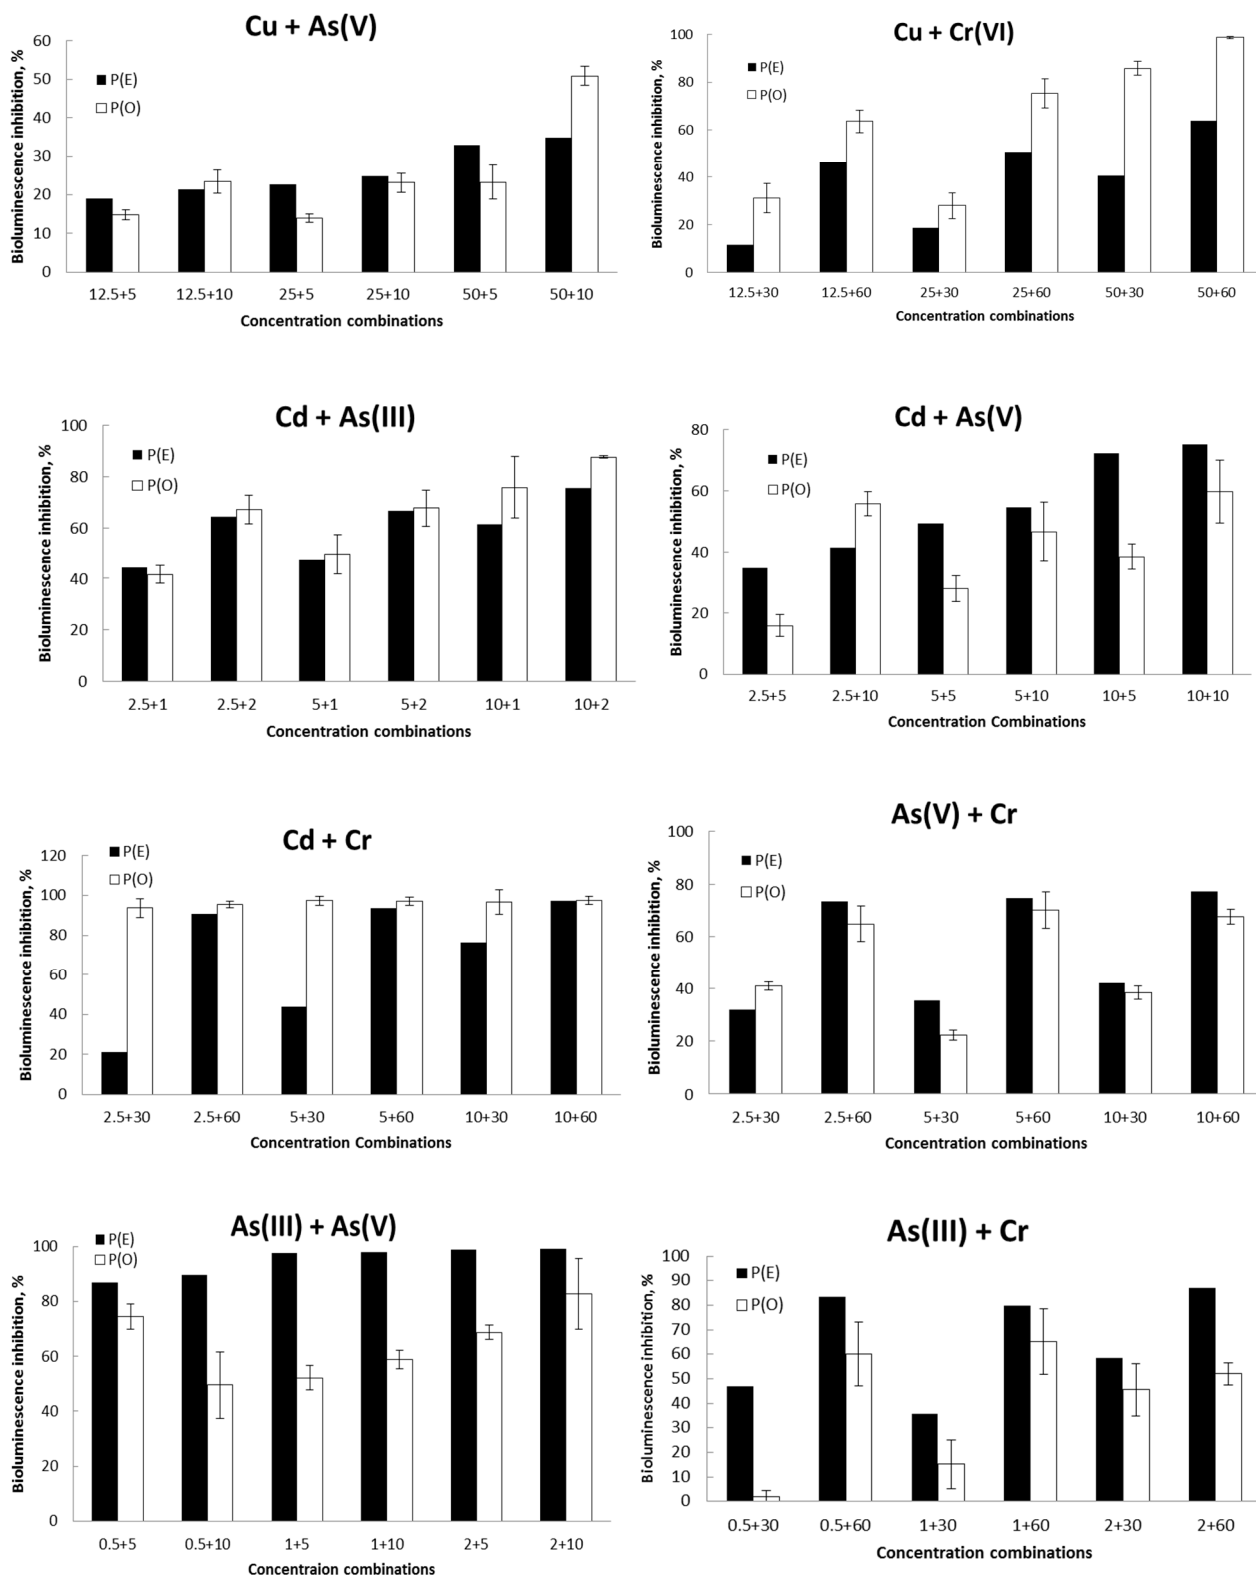 Cu + As(V)
Bioluminescence inhibition, %
60
50
40
30
20
10
0
P(E)
P(O)
12.5+5 12.5+10 25+5 25+10 50+5 50+10
Concentration combinations
Cu + Cr(VI)
Bioluminescence inhibition, %
100
80
60
40
20
0
P(E)
P(O)
12.5+30 12.5+60 25+30 25+60 50+30 50+60
Concentration combinations
Cd + As(III)
Bioluminescence inhibition, %
100
80
60
40
20
0
P(E)
P(O)
2.5+1 2.5+2 5+1 5+2 10+1 10+2
Concentration combinations
Cd + As(V)
Bioluminescence inhibition, %
80
60
40
20
0
P(E)
P(O)
2.5+5 2.5+10 5+5 5+10 10+5 10+10
Concentration combinations
Cd + Cr
Bioluminescence inhibition, %
120
100
80
60
40
20
0
P(E)
P(O)
2.5+30 2.5+60 5+30 5+60 10+30 10+60
Concentration Combinations
As(V) + Cr
Bioluminescence inhibition, %
100
80
60
40
20
0
P(E)
P(O)
2.5+30 2.5+60 5+30 5+60 10+30 10+60
Concentration combinations
As(III) + As(V)
Bioluminescence inhibition, %
100
80
60
40
20
0
P(E)
P(O)
0.5+5 0.5+10 1+5 1+10 2+5 2+10
Concentraion combinations
As(III) + Cr
Bioluminescence inhibition, %
100
90
80
70
60
50
40
30
20
10
0
P(E)
P(O)
0.5+30 0.5+60 1+30 1+60 2+30 2+60
Concentration combinations